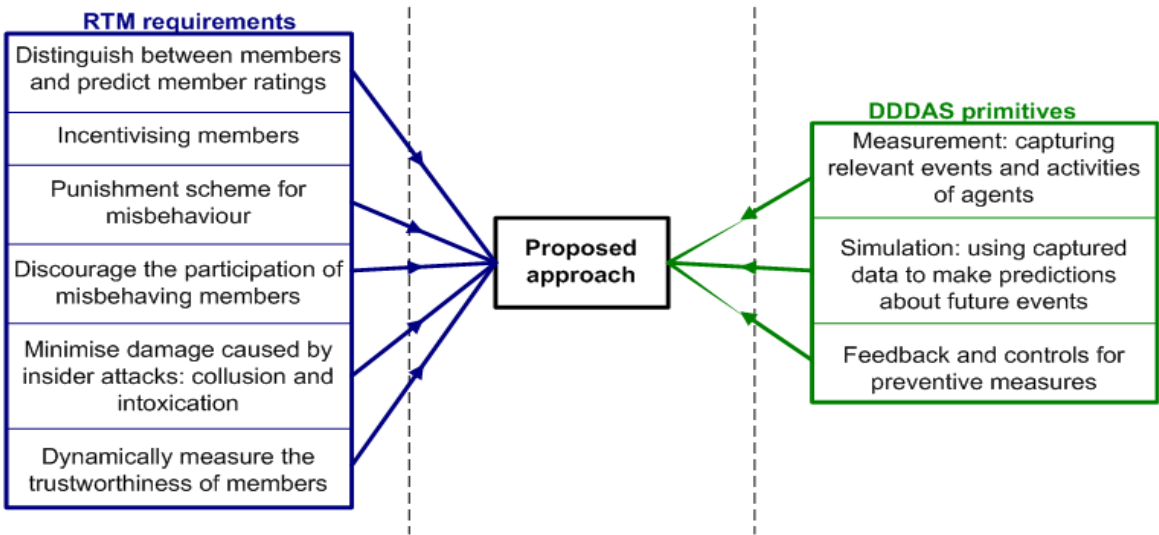 RTM requirements
Distinguish between members
and predict member ratings
Incentivising members
Punishment scheme for
misbehaviour
Discourage the participation of
misbehaving members
Minimise damage caused by
insider attacks: collusion and
intoxication
Dynamically measure the
trustworthiness of members
Proposed
approach
DDDAS primitives
Measurement: capturing
relevant events and activities
of agents
Simulation: using captured
data to make predictions
about future events
Feedback and controls for
preventive measures